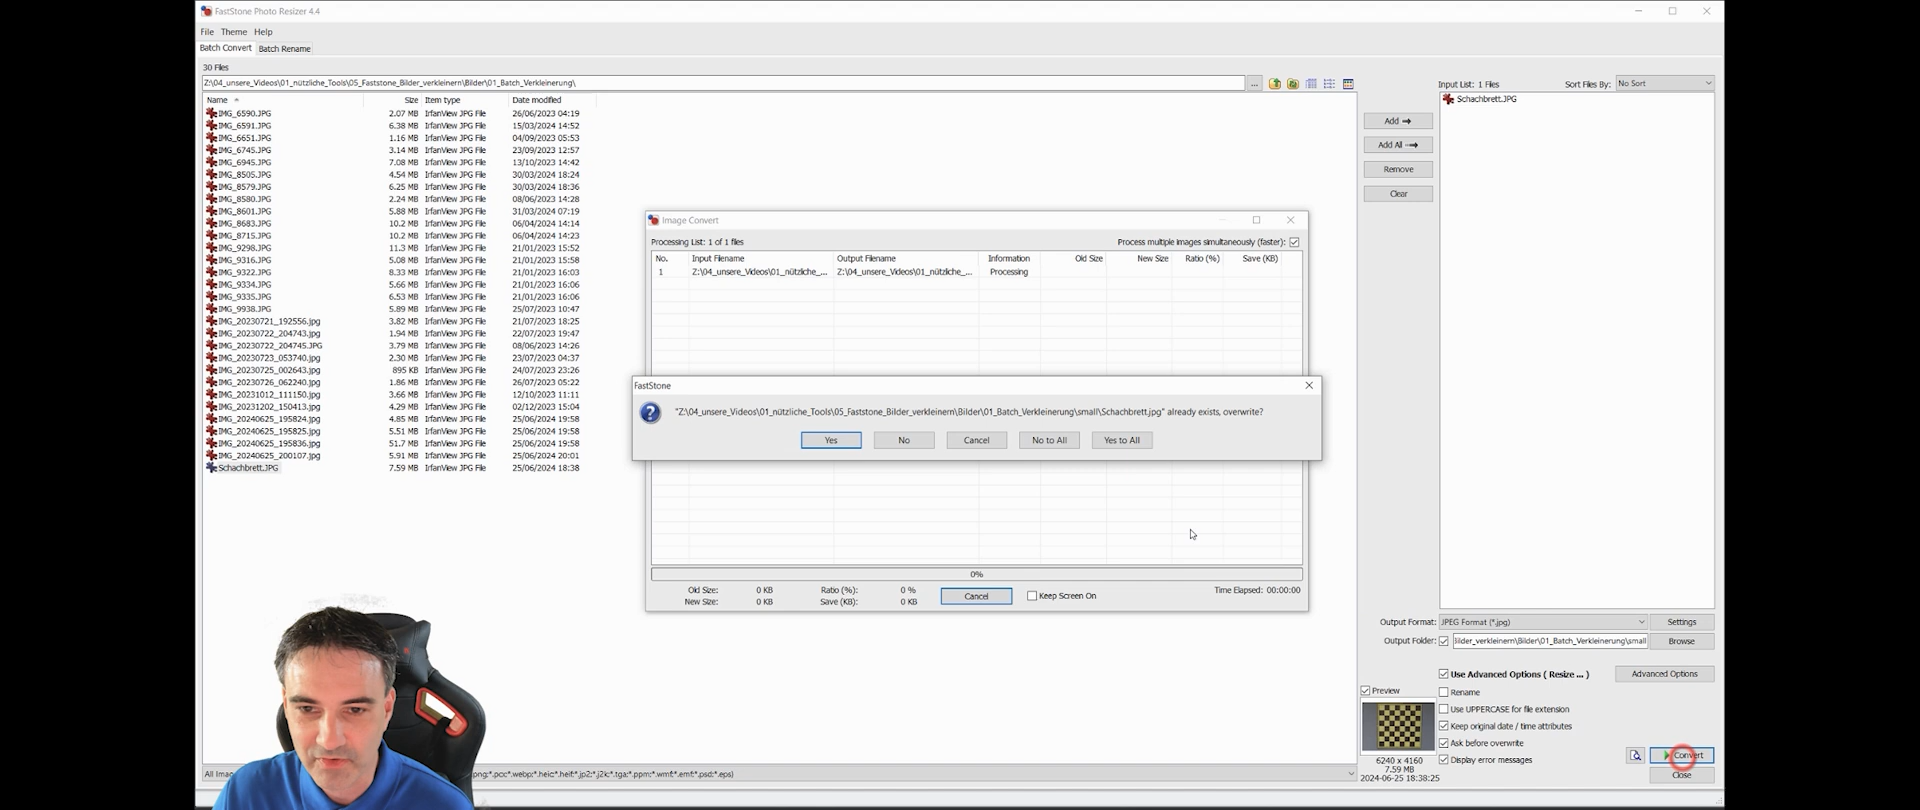 FastStone Photo Resizer 4.4
File Theme Help
Batch Convert Batch Rename
30 Files
Z:\04_unsere_Videos\01_nützliche_Tools\05_Faststone_Bilder_verkleinern\Bilder\01_Batch_Verkleinerung\
...
Input List: 1 Files Sort Files By: No Sort
Name Size Item type Date modified
IMG_6590.JPG 2.07 MB IrfanView JPG File 26/06/2023 04:19
IMG_6591.JPG 6.38 MB IrfanView JPG File 15/03/2024 14:52
IMG_6651.JPG 1.16 MB IrfanView JPG File 04/09/2023 05:53
IMG_6745.JPG 3.14 MB IrfanView JPG File 23/09/2023 12:57
IMG_6945.JPG 7.08 MB IrfanView JPG File 13/10/2023 14:42
IMG_8505.JPG 4.54 MB IrfanView JPG File 30/03/2024 18:24
IMG_8579.JPG 6.25 MB IrfanView JPG File 30/03/2024 18:36
IMG_8580.JPG 2.24 MB IrfanView JPG File 08/06/2023 14:28
IMG_8601.JPG 5.88 MB IrfanView JPG File 31/03/2024 07:19
IMG_8683.JPG 10.2 MB IrfanView JPG File 06/04/2024 14:14
IMG_8715.JPG 10.2 MB IrfanView JPG File 06/04/2024 14:23
IMG_9298.JPG 11.3 MB IrfanView JPG File 21/01/2023 15:52
IMG_9316.JPG 5.08 MB IrfanView JPG File 21/01/2023 15:58
IMG_9322.JPG 8.33 MB IrfanView JPG File 21/01/2023 16:03
IMG_9334.JPG 5.66 MB IrfanView JPG File 21/01/2023 16:06
IMG_9335.JPG 6.53 MB IrfanView JPG File 21/01/2023 16:06
IMG_9938.JPG 5.89 MB IrfanView JPG File 25/07/2023 10:47
IMG_20230721_192556.jpg 3.82 MB IrfanView JPG File 21/07/2023 18:25
IMG_20230722_204743.jpg 1.94 MB IrfanView JPG File 22/07/2023 19:47
IMG_20230722_204745.JPG 3.79 MB IrfanView JPG File 08/06/2023 14:26
IMG_20230723_053740.jpg 2.30 MB IrfanView JPG File 23/07/2023 04:37
IMG_20230725_002643.jpg 895 KB IrfanView JPG File 24/07/2023 23:26
IMG_20230726_062240.jpg 1.86 MB IrfanView JPG File 26/07/2023 05:22
IMG_20231012_111150.jpg 3.66 MB IrfanView JPG File 12/10/2023 11:11
IMG_20231202_150413.jpg 4.29 MB IrfanView JPG File 02/12/2023 15:04
IMG_20240625_195824.jpg 4.85 MB IrfanView JPG File 25/06/2024 19:58
IMG_20240625_195825.jpg 5.51 MB IrfanView JPG File 25/06/2024 19:58
IMG_20240625_195836.jpg 51.7 MB IrfanView JPG File 25/06/2024 19:58
IMG_20240625_200107.jpg 5.91 MB IrfanView JPG File 25/06/2024 20:01
Schachbrett.JPG 7.59 MB IrfanView JPG File 25/06/2024 18:38
Image Convert
Processing List: 1 of 1 files Process multiple images simultaneously (faster):
No. Input Filename Output Filename Information Old Size New Size Ratio (%) Save (KB)
1 Z:\04_unsere_Videos\01_nützliche_... Z:\04_unsere_Videos\01_nützliche_... Processing
FastStone
"Z:\04_unsere_Videos\01_nützliche_Tools\05_Faststone_Bilder_verkleinern\Bilder\01_Batch_Verkleinerung\small\Schachbrett.jpg" already exists, overwrite?
Yes No Cancel No to All Yes to All
0%
Old Size: 0 KB Ratio (%): 0 % Time Elapsed: 00:00:00
New Size: 0 KB Save (KB): 0 KB
Cancel Keep Screen On
Add
Add All
Remove
Clear
Schachbrett.JPG
Output Format: JPEG Format (*.jpg) Settings
Output Folder: Bilder_verkleinern\Bilder\01_Batch_Verkleinerung\small Browse
Use Advanced Options ( Resize ... ) Advanced Options
Preview
Rename
Use UPPERCASE for file extension
Keep original date / time attributes
Ask before overwrite
Display error messages
6240 x 4160
7.59 MB
2024-06-25 18:38:25
Convert
Close
All png;*.pcc*.webp;*.heic*.heif;*jp2;*.j2k;*.tga;*.ppm;*.wmf*.emf;*.psd;*.eps)